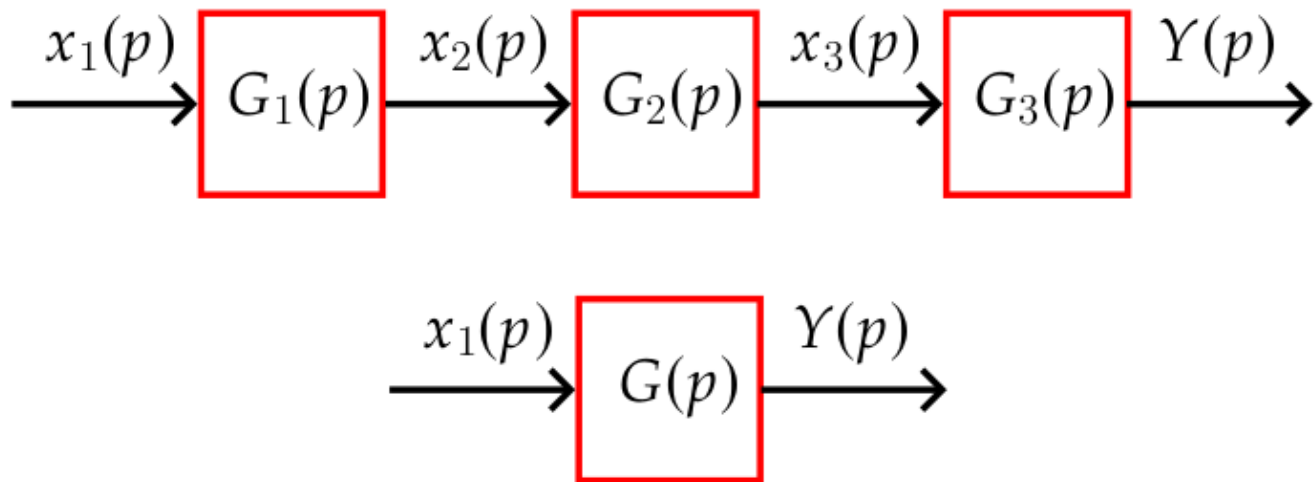 x₁(p) x₂(p) x₃(p) Y(p)
G₁(p) G₂(p) G₃(p)
x₁(p) Y(p)
G(p)